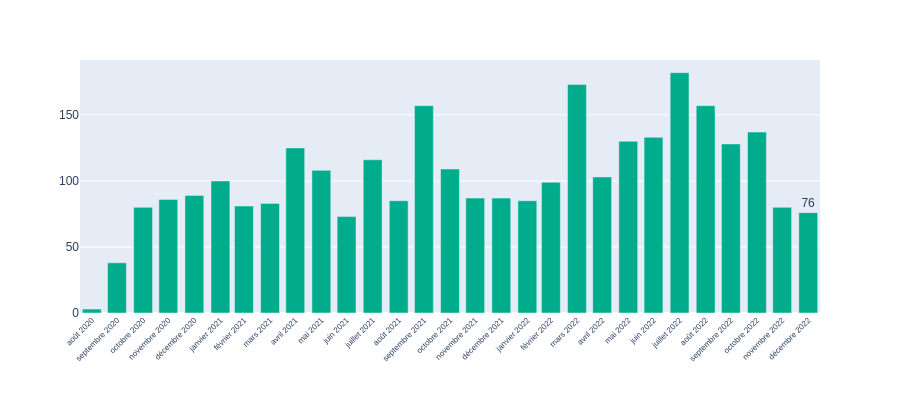 150
100
50
0
76
août 2020
septembre 2020
octobre 2020
novembre 2020
décembre 2020
janvier 2021
février 2021
mars 2021
avril 2021
mai 2021
juin 2021
juillet 2021
août 2021
septembre 2021
octobre 2021
novembre 2021
décembre 2021
janvier 2022
février 2022
mars 2022
avril 2022
mai 2022
juin 2022
juillet 2022
août 2022
septembre 2022
octobre 2022
novembre 2022
décembre 2022